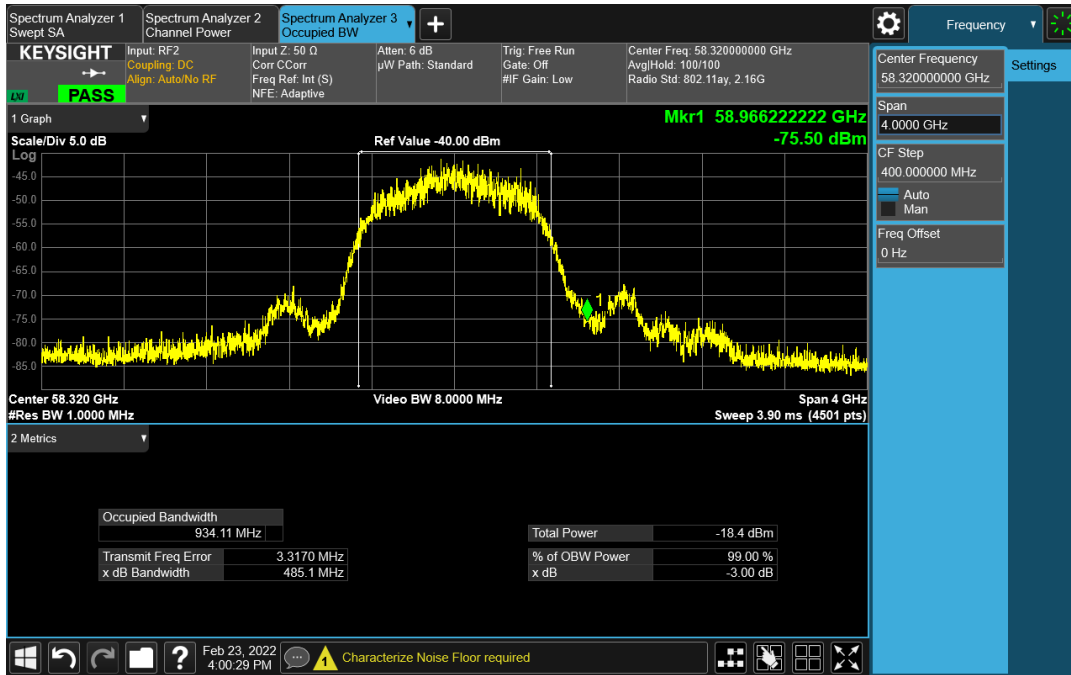 Spectrum Analyzer 1
Swept SA
Spectrum Analyzer 2
Channel Power
Spectrum Analyzer 3
Occupied BW
Frequency
KEYSIGHT
LXI
PASS
Input: RF2
Coupling: DC
Align: Auto/No RF
Input Z: 50 Ω
Corr CCorr
Freq Ref: Int (S)
NFE: Adaptive
Atten: 6 dB
µW Path: Standard
Trig: Free Run
Gate: Off
#IF Gain: Low
Center Freq: 58.320000000 GHz
Avg|Hold: 100/100
Radio Std: 802.11ay, 2.16G
1 Graph
Mkr1 58.966222222 GHz
-75.50 dBm
Scale/Div 5.0 dB
Ref Value -40.00 dBm
Log
-45.0
-50.0
-55.0
-60.0
-65.0
-70.0
-75.0
-80.0
-85.0
1
Center 58.320 GHz
Video BW 8.0000 MHz
Span 4 GHz
#Res BW 1.0000 MHz
Sweep 3.90 ms (4501 pts)
2 Metrics
Occupied Bandwidth
934.11 MHz
Total Power -18.4 dBm
Transmit Freq Error 3.3170 MHz
% of OBW Power 99.00 %
x dB Bandwidth 485.1 MHz
x dB -3.00 dB
Center Frequency
58.320000000 GHz
Settings
Span
4.0000 GHz
CF Step
400.000000 MHz
Auto
Man
Freq Offset
0 Hz
?
Feb 23, 2022
4:00:29 PM
1
Characterize Noise Floor required